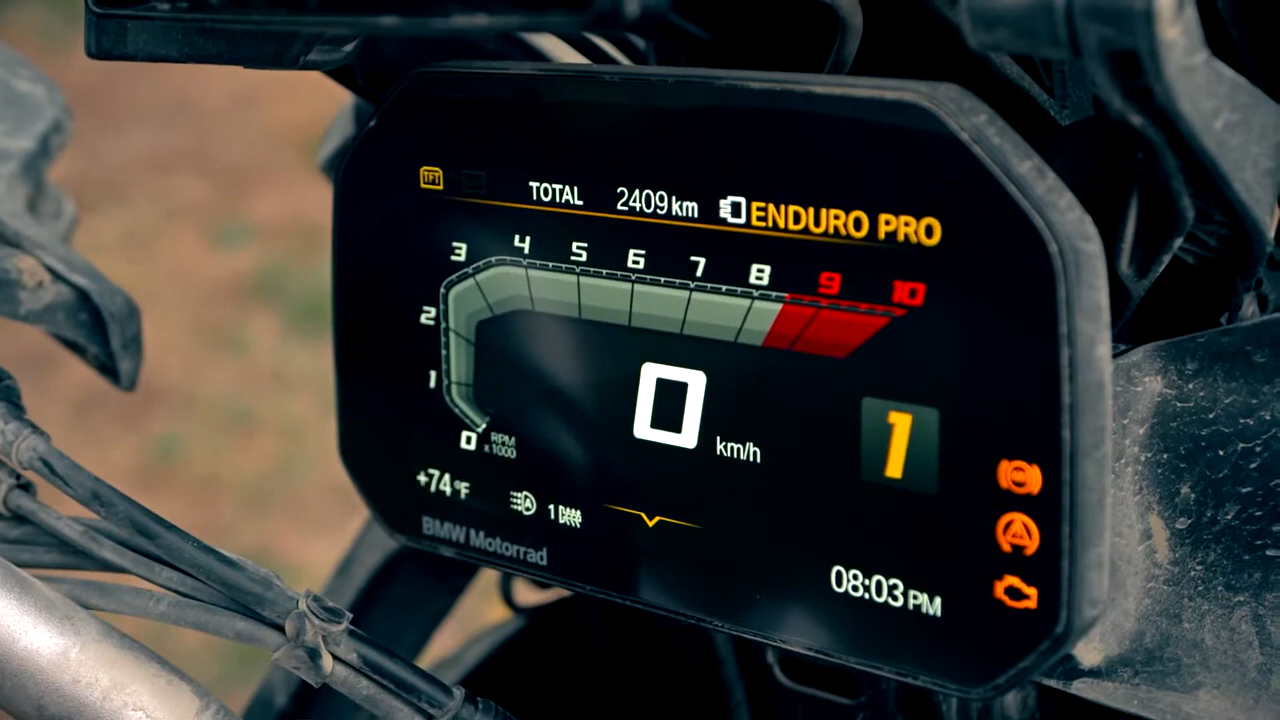 TFT
TOTAL 2409 km ENDURO PRO
3 4 5 6 7 8 9 10
2
1
0 RPM x1000
0 km/h
1
+74°F
A 1
BMW Motorrad
08:03 PM